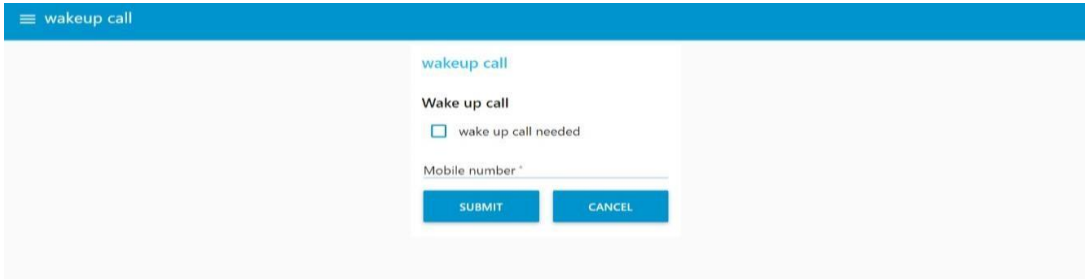 wakeup call
wakeup call
Wake up call
wake up call needed
Mobile number *
SUBMIT CANCEL